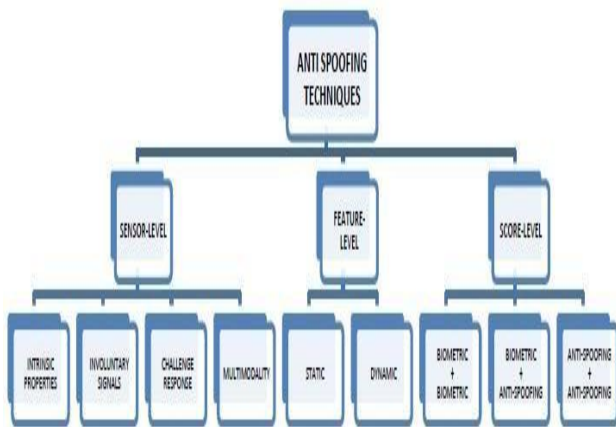 ANTI SPOOFING
TECHNIQUES
SENSOR-LEVEL
FEATURE-
LEVEL
SCORE-LEVEL
INTRINSIC
PROPERTIES
INVOLUNTARY
SIGNALS
CHALLENGE
RESPONSE
MULTIMODALITY
STATIC
DYNAMIC
BIOMETRIC
+
BIOMETRIC
BIOMETRIC
+
ANTI-SPOOFING
ANTI-SPOOFING
+
ANTI-SPOOFING